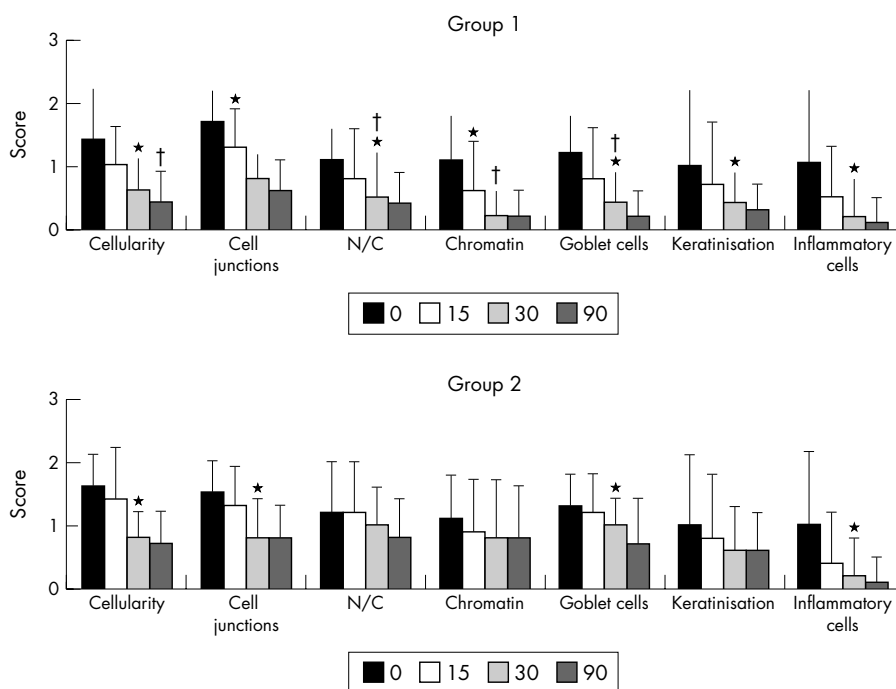 Group 1
3
2
1
0
Score
★ † ★ † ★ ★ † † ★ ★ ★
Cellularity Cell junctions N/C Chromatin Goblet cells Keratinisation Inflammatory cells
0 15 30 90
Group 2
3
2
1
0
Score
★ ★ ★ ★
Cellularity Cell junctions N/C Chromatin Goblet cells Keratinisation Inflammatory cells
0 15 30 90